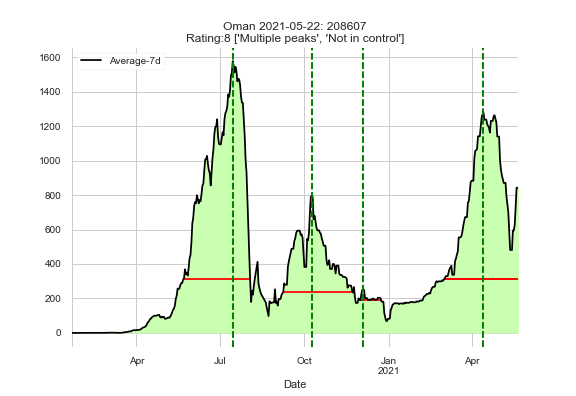 Oman 2021-05-22: 208607
Rating:8 ['Multiple peaks', 'Not in control']
Average-7d
1600
1400
1200
1000
800
600
400
200
0
Apr
Jul
Oct
Jan
2021
Apr
Date